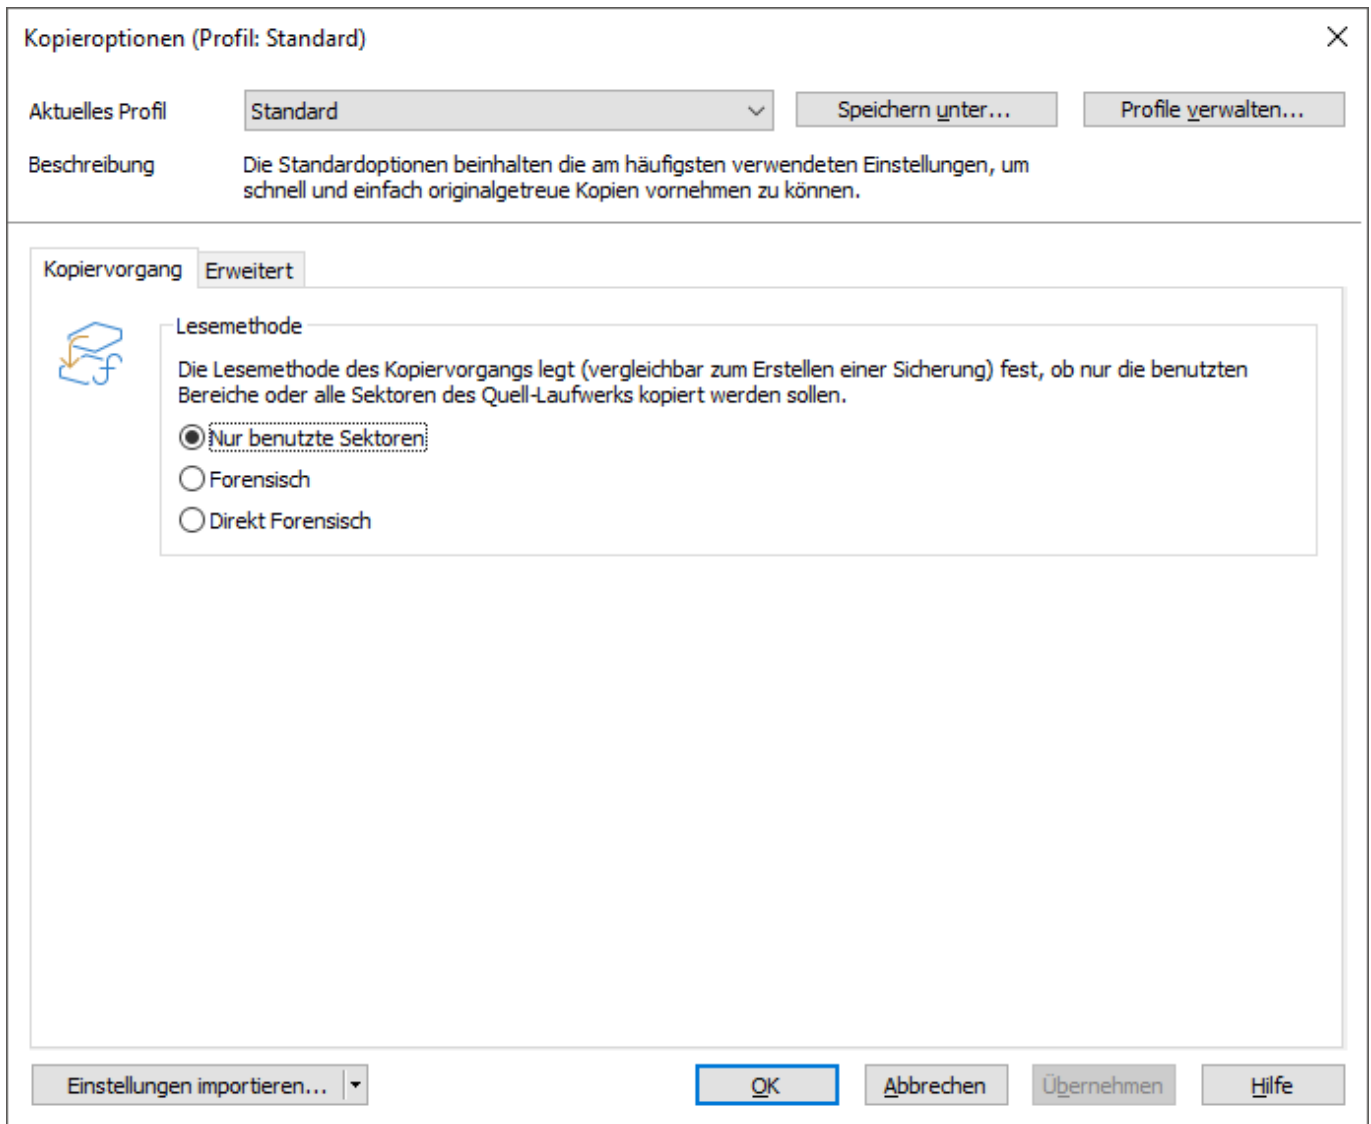 Kopieroptionen (Profil: Standard)
Aktuelles Profil Standard Speichern unter... Profile verwalten...
Beschreibung Die Standardoptionen beinhalten die am häufigsten verwendeten Einstellungen, um
schnell und einfach originalgetreue Kopien vornehmen zu können.
Kopiervorgang Erweitert
Lesemethode
Die Lesemethode des Kopiervorgangs legt (vergleichbar zum Erstellen einer Sicherung) fest, ob nur die benutzten
Bereiche oder alle Sektoren des Quell-Laufwerks kopiert werden sollen.
Nur benutzte Sektoren
Forensisch
Direkt Forensisch
Einstellungen importieren... OK Abbrechen Übernehmen Hilfe